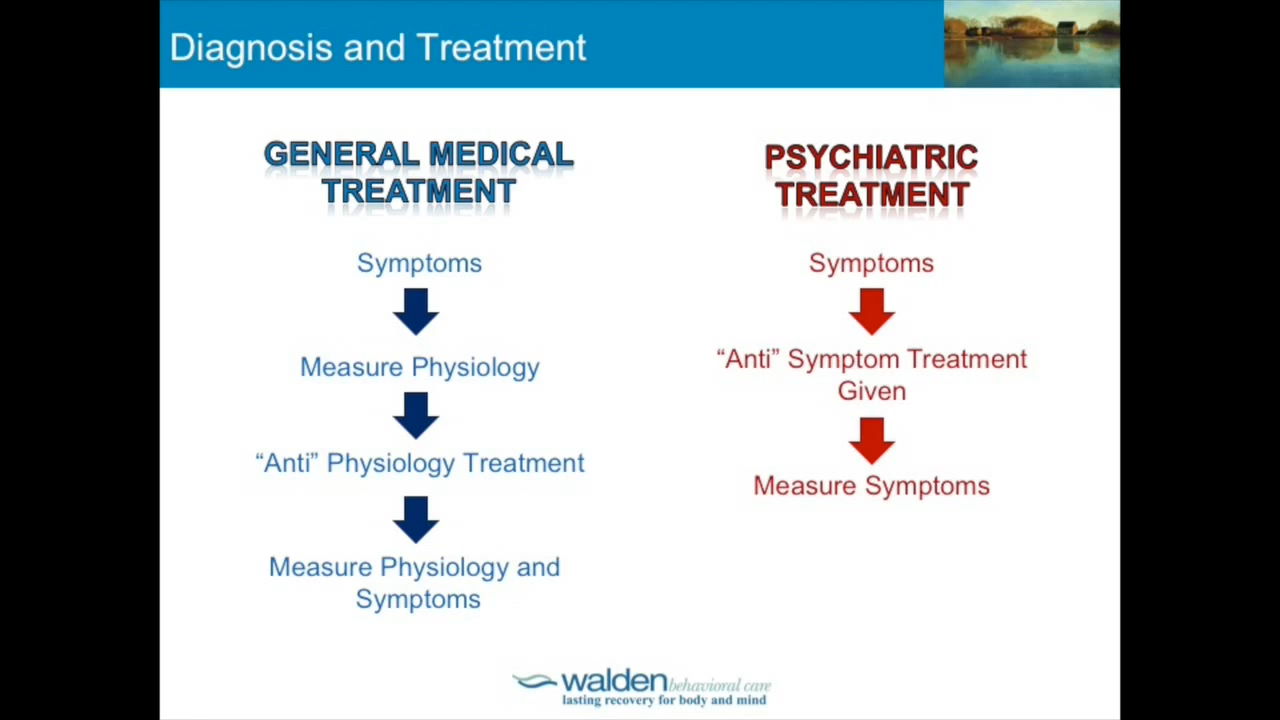 Diagnosis and Treatment
GENERAL MEDICAL
TREATMENT
Symptoms
Measure Physiology
“Anti” Physiology Treatment
Measure Physiology and
Symptoms
PSYCHIATRIC
TREATMENT
Symptoms
“Anti” Symptom Treatment
Given
Measure Symptoms
walden behavioral care
lasting recovery for body and mind